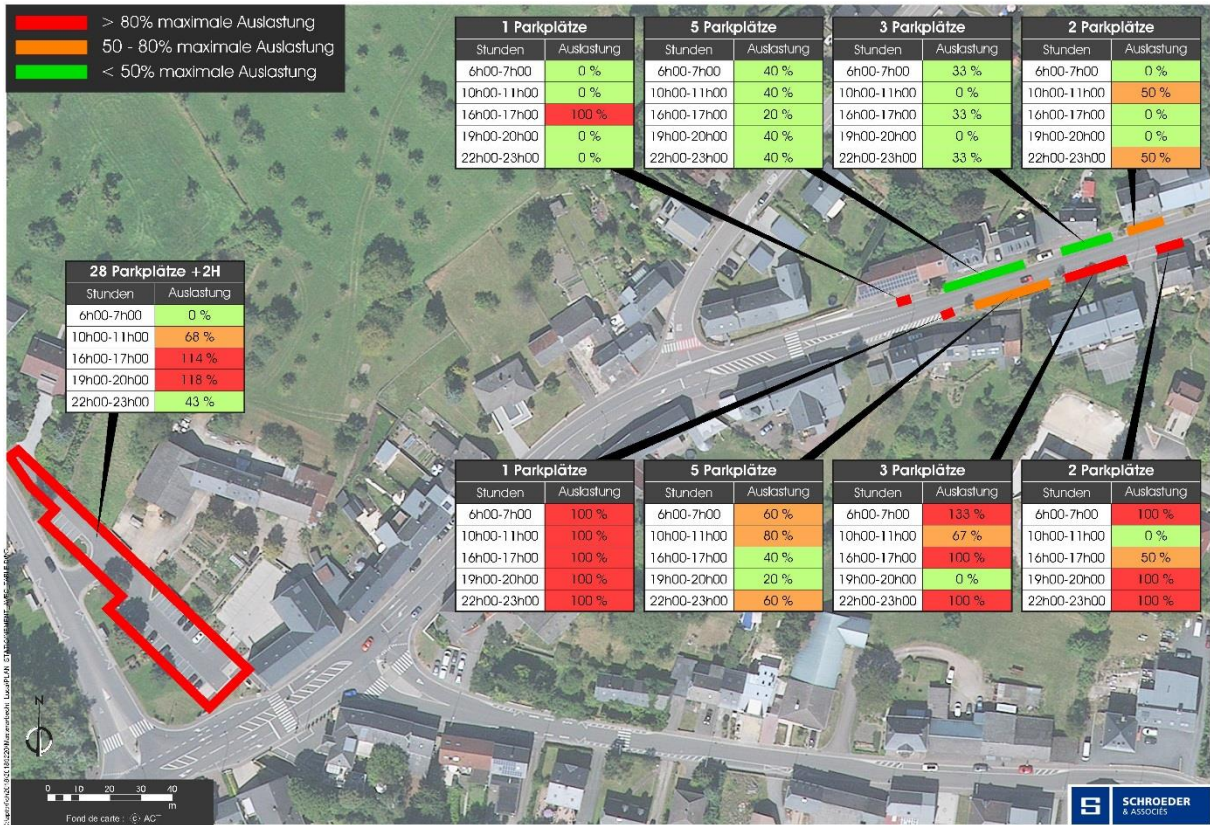 > 80% maximale Auslastung
50 - 80% maximale Auslastung
< 50% maximale Auslastung
1 Parkplätze
Stunden Auslastung
6h00-7h00 0 %
10h00-11h00 0 %
16h00-17h00 100 %
19h00-20h00 0 %
22h00-23h00 0 %
5 Parkplätze
Stunden Auslastung
6h00-7h00 40 %
10h00-11h00 40 %
16h00-17h00 20 %
19h00-20h00 40 %
22h00-23h00 40 %
3 Parkplätze
Stunden Auslastung
6h00-7h00 33 %
10h00-11h00 0 %
16h00-17h00 33 %
19h00-20h00 0 %
22h00-23h00 33 %
2 Parkplätze
Stunden Auslastung
6h00-7h00 0 %
10h00-11h00 50 %
16h00-17h00 0 %
19h00-20h00 0 %
22h00-23h00 50 %
28 Parkplätze +2H
Stunden Auslastung
6h00-7h00 0 %
10h00-11h00 68 %
16h00-17h00 114 %
19h00-20h00 118 %
22h00-23h00 43 %
1 Parkplätze
Stunden Auslastung
6h00-7h00 100 %
10h00-11h00 100 %
16h00-17h00 100 %
19h00-20h00 100 %
22h00-23h00 100 %
5 Parkplätze
Stunden Auslastung
6h00-7h00 60 %
10h00-11h00 80 %
16h00-17h00 40 %
19h00-20h00 20 %
22h00-23h00 60 %
3 Parkplätze
Stunden Auslastung
6h00-7h00 133 %
10h00-11h00 67 %
16h00-17h00 100 %
19h00-20h00 0 %
22h00-23h00 100 %
2 Parkplätze
Stunden Auslastung
6h00-7h00 100 %
10h00-11h00 0 %
16h00-17h00 50 %
19h00-20h00 100 %
22h00-23h00 100 %
N
0 10 20 30 40
m
Fond de carte : © ACT
S SCHROEDER
& ASSOCIÉS